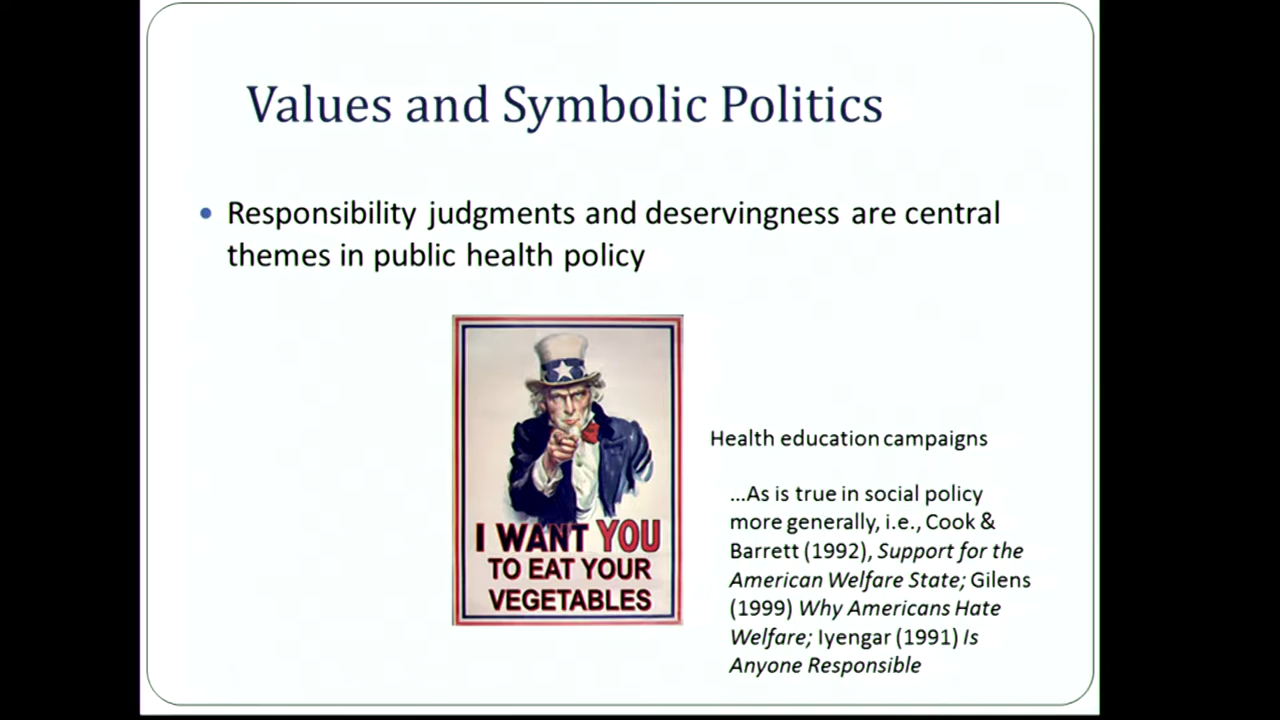 Values and Symbolic Politics
• Responsibility judgments and deservingness are central
themes in public health policy
I WANT YOU
TO EAT YOUR
VEGETABLES
Health education campaigns
...As is true in social policy
more generally, i.e., Cook &
Barrett (1992), Support for the
American Welfare State; Gilens
(1999) Why Americans Hate
Welfare; Iyengar (1991) Is
Anyone Responsible